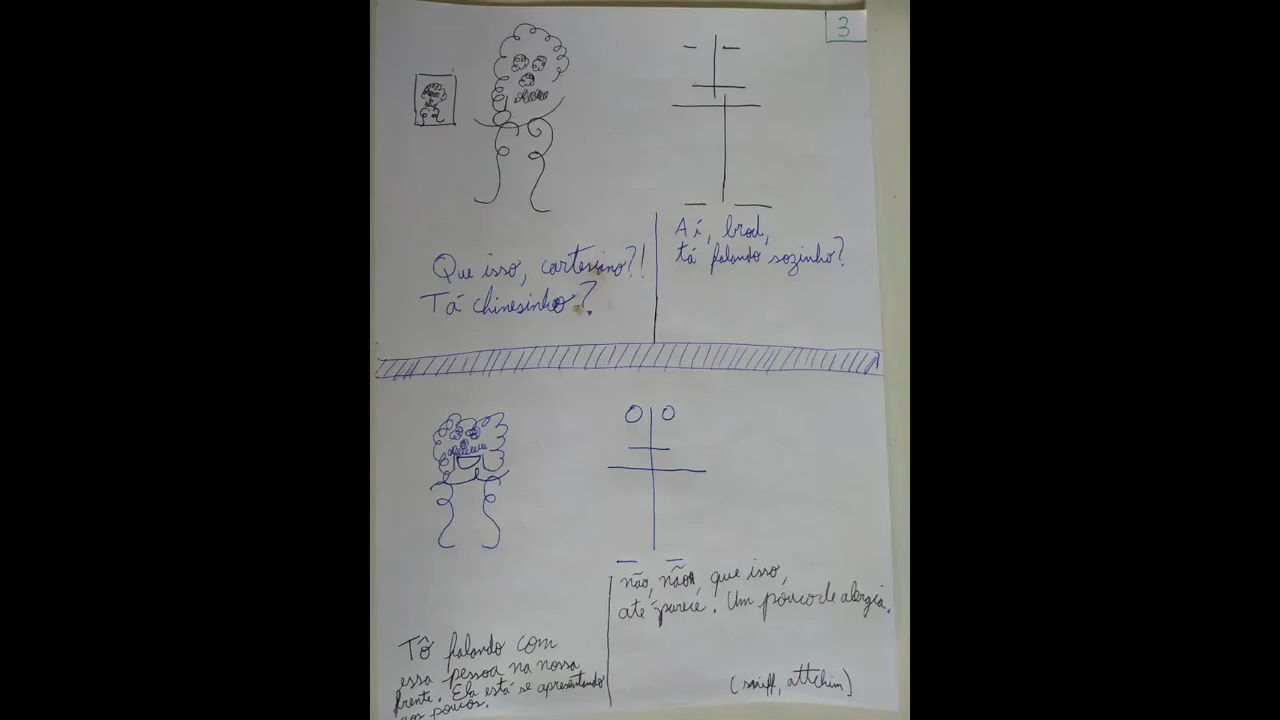 3
Que isso, cartesiano?!
Tá chinesinho?
Aí, brod,
tá falando sozinho?
Tô falando com
essa pessoa na nossa
frente. Ela está se apresentando
aos poucos.
não, não, que isso,
até parece. Um pouco de alergia.
(sniff, attchim)